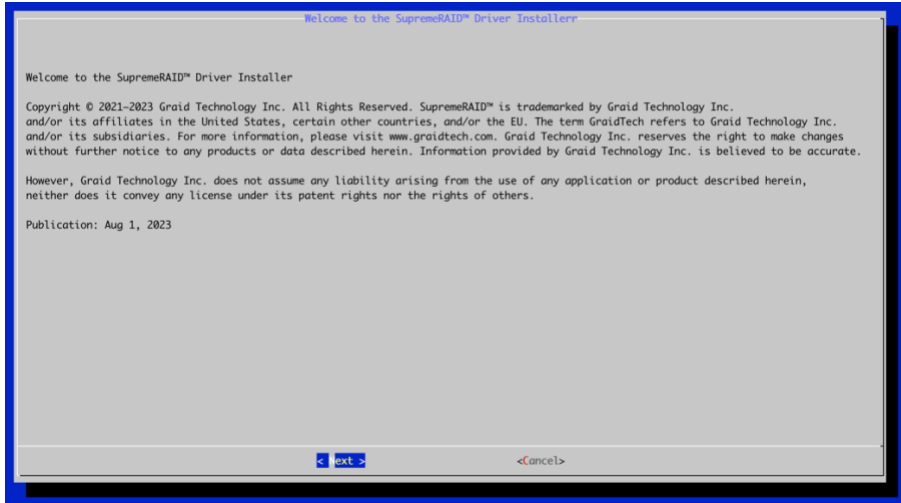 Welcome to the SupremeRAID™ Driver Installerr
Welcome to the SupremeRAID™ Driver Installer
Copyright © 2021–2023 Graid Technology Inc. All Rights Reserved. SupremeRAID™ is trademarked by Graid Technology Inc.
and/or its affiliates in the United States, certain other countries, and/or the EU. The term GraidTech refers to Graid Technology Inc.
and/or its subsidiaries. For more information, please visit www.graidtech.com. Graid Technology Inc. reserves the right to make changes
without further notice to any products or data described herein. Information provided by Graid Technology Inc. is believed to be accurate.
However, Graid Technology Inc. does not assume any liability arising from the use of any application or product described herein,
neither does it convey any license under its patent rights nor the rights of others.
Publication: Aug 1, 2023
< Next > <Cancel>